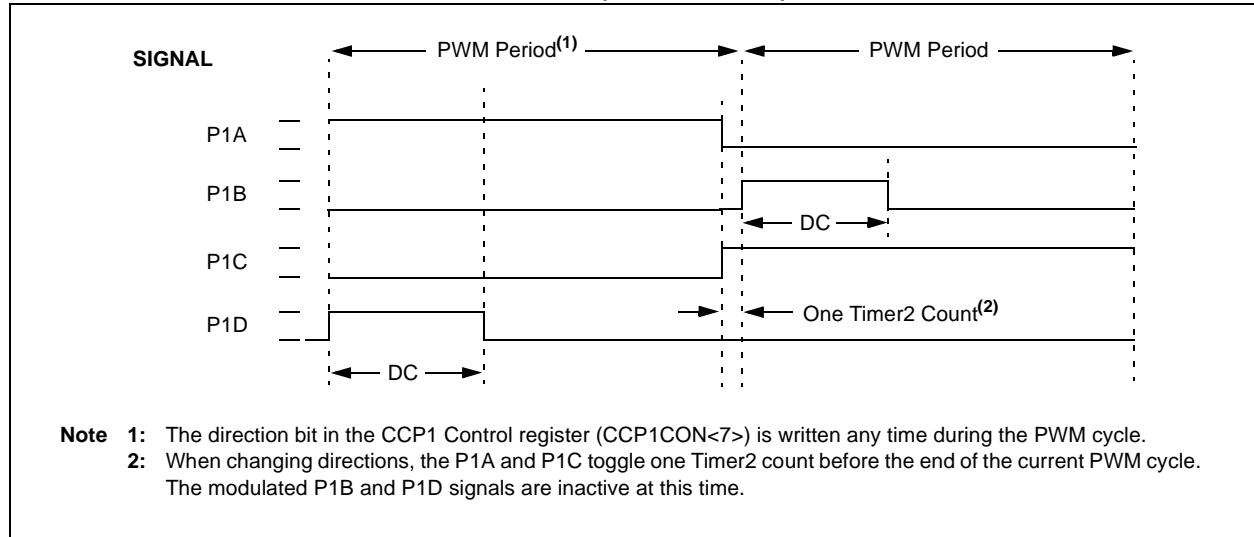 SIGNAL
PWM Period(1)
PWM Period
P1A
P1B
DC
P1C
One Timer2 Count(2)
P1D
DC
Note 1: The direction bit in the CCP1 Control register (CCP1CON<7>) is written any time during the PWM cycle.
2: When changing directions, the P1A and P1C toggle one Timer2 count before the end of the current PWM cycle.
The modulated P1B and P1D signals are inactive at this time.